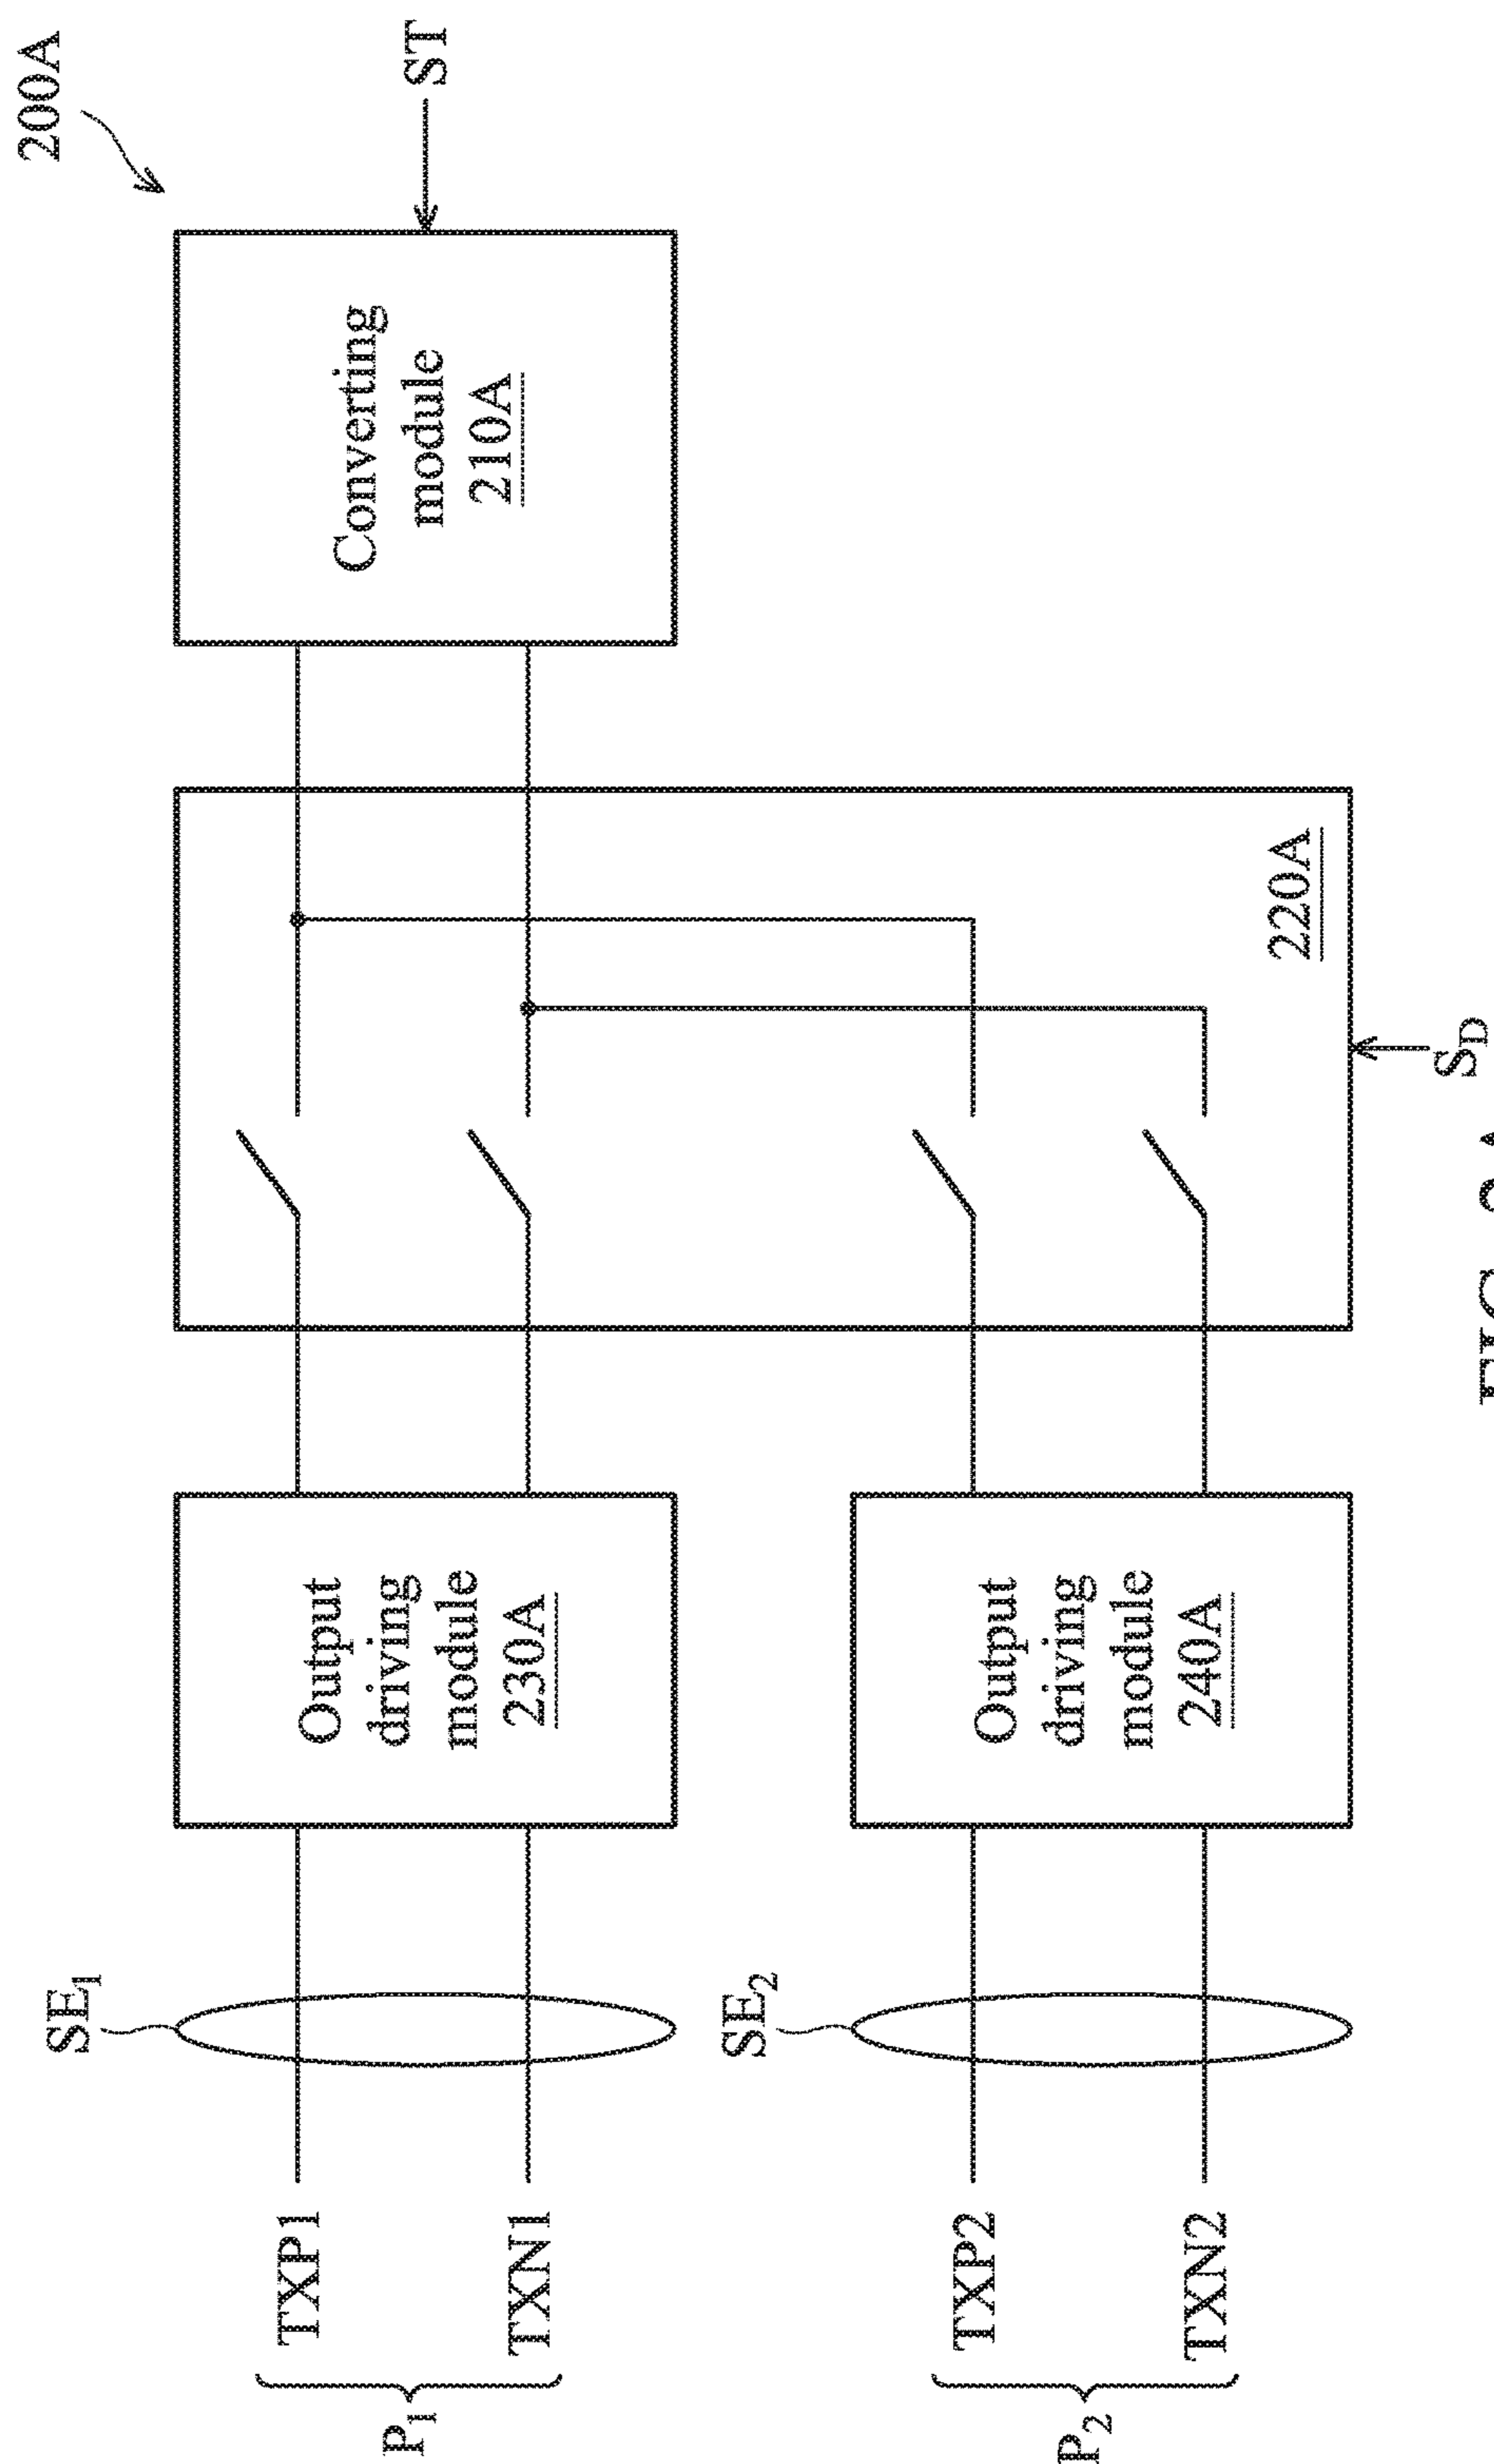 200A
ST
Converting
module
210A
220A
S_D
Output
driving
module
230A
Output
driving
module
240A
SE₁
SE₂
TXP1
TXN1
TXP2
TXN2
P₁
P₂